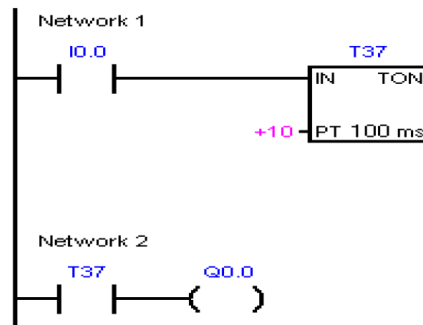 Network 1
I0.0 T37
IN TON
+10 PT 100 ms
Network 2
T37 Q0.0